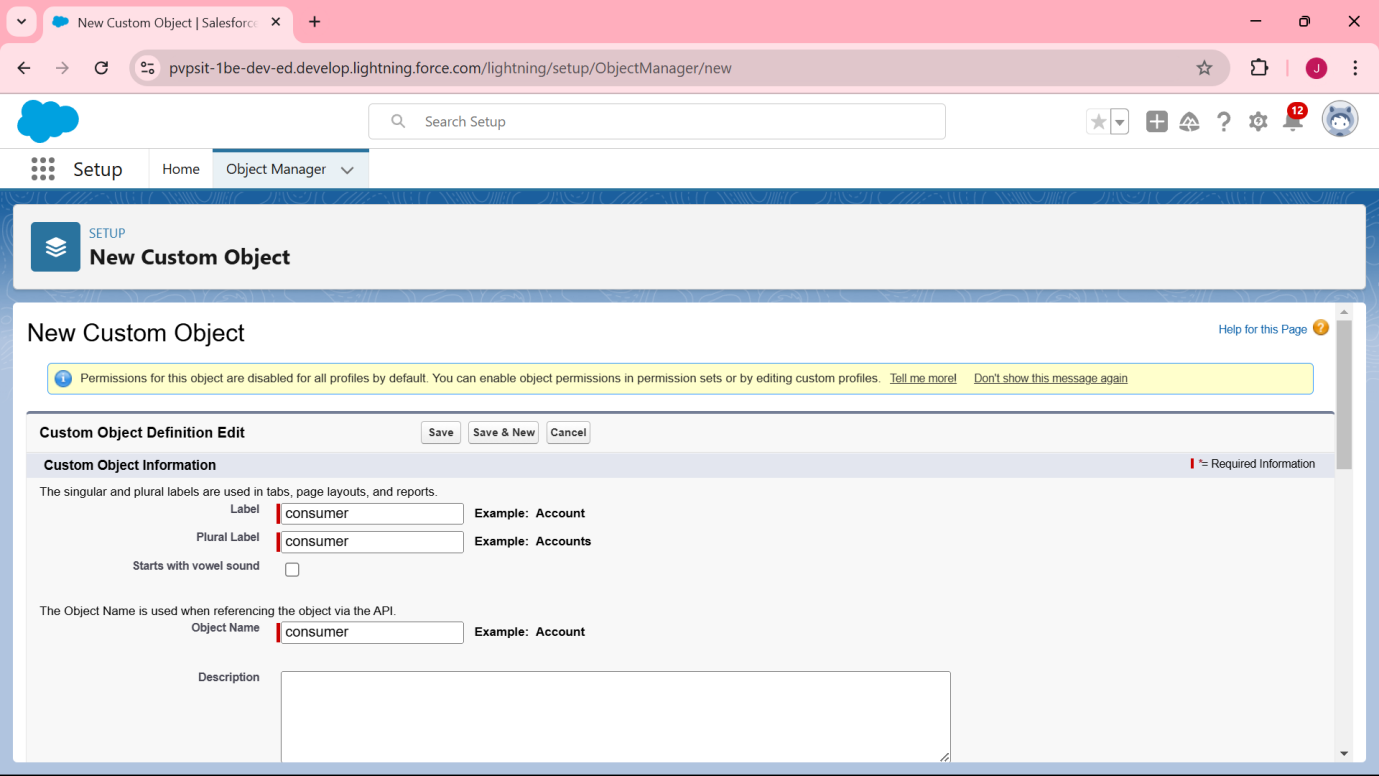 New Custom Object | Salesforce
pvpsit-1be-dev-ed.develop.lightning.force.com/lightning/setup/ObjectManager/new
J
Search Setup
12
Setup
Home
Object Manager
SETUP
New Custom Object
New Custom Object
Help for this Page ?
i Permissions for this object are disabled for all profiles by default. You can enable object permissions in permission sets or by editing custom profiles. Tell me more! Don't show this message again
Custom Object Definition Edit Save Save & New Cancel
Custom Object Information *= Required Information
The singular and plural labels are used in tabs, page layouts, and reports.
Label consumer Example: Account
Plural Label consumer Example: Accounts
Starts with vowel sound
The Object Name is used when referencing the object via the API.
Object Name consumer Example: Account
Description